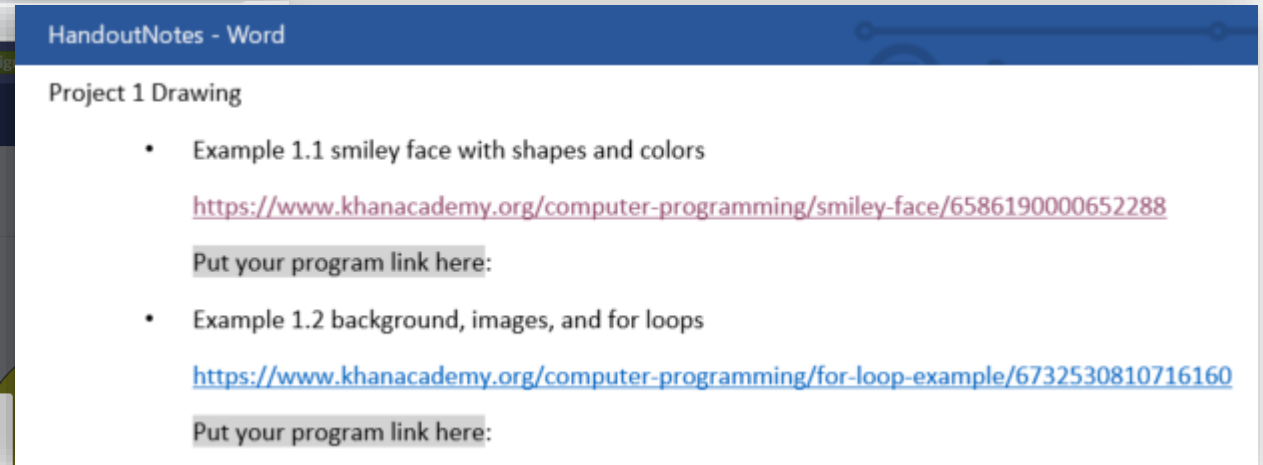 HandoutNotes - Word
Project 1 Drawing
• Example 1.1 smiley face with shapes and colors
https://www.khanacademy.org/computer-programming/smiley-face/6586190000652288
Put your program link here:
• Example 1.2 background, images, and for loops
https://www.khanacademy.org/computer-programming/for-loop-example/6732530810716160
Put your program link here: